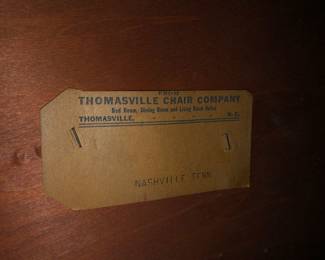 FROM
THOMASVILLE CHAIR COMPANY
Bed Room, Dining Room and Living Room Suites
THOMASVILLE, - - - - N. C.
NASHVILLE TENN